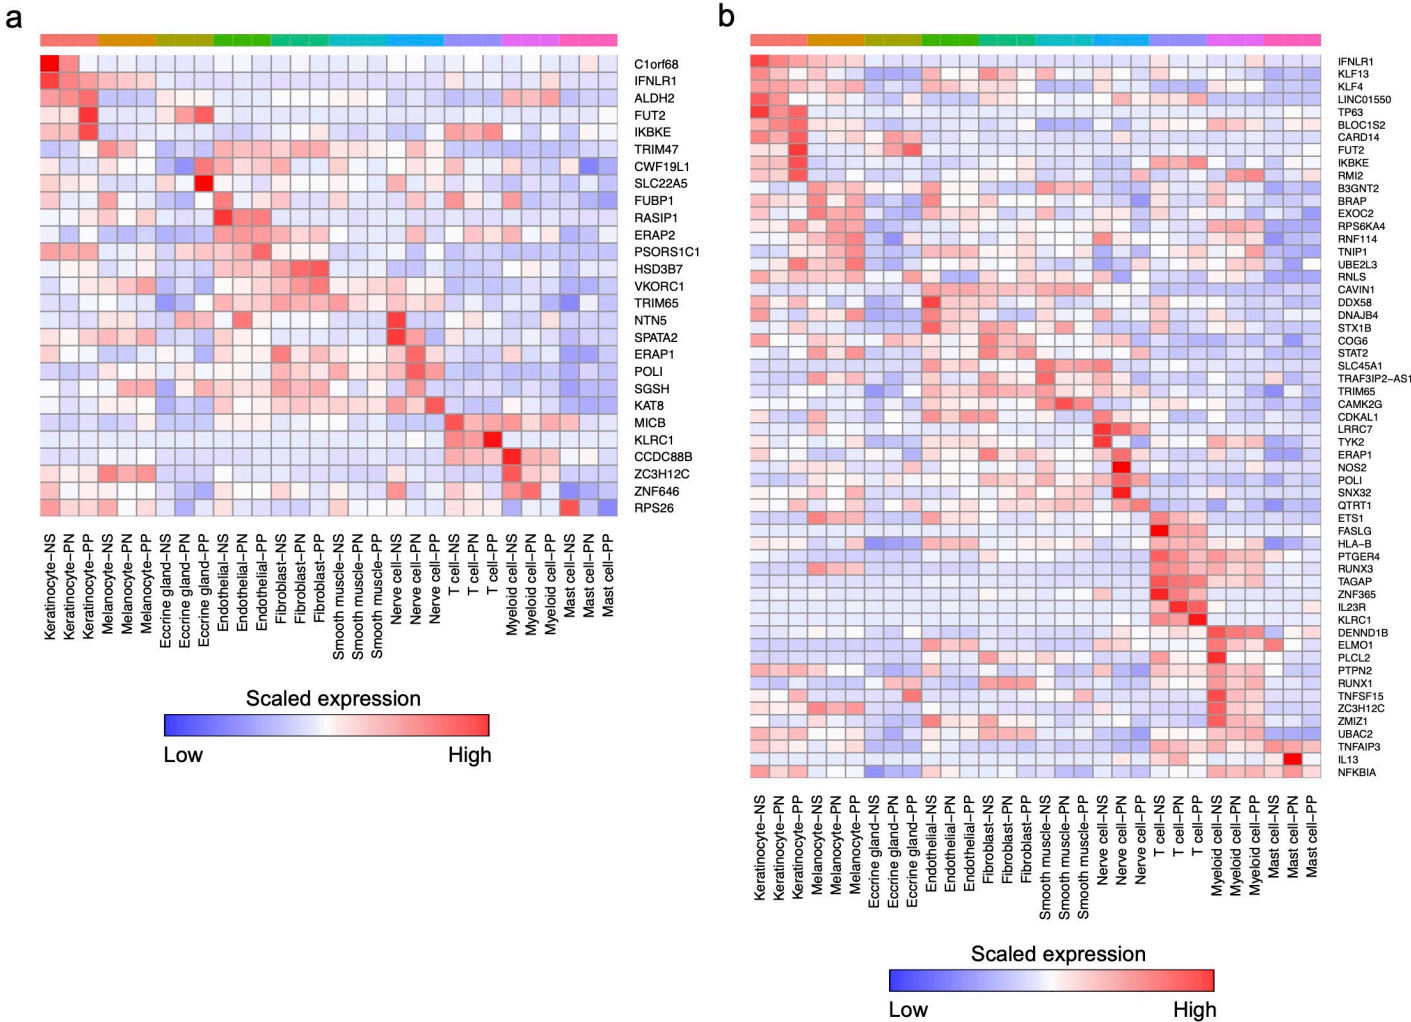 a
C1orf68
IFNLR1
ALDH2
FUT2
IKBKE
TRIM47
CWF19L1
SLC22A5
FUBP1
RASIP1
ERAP2
PSORS1C1
HSD3B7
VKORC1
TRIM65
NTN5
SPATA2
ERAP1
POLI
SGSH
KAT8
MICB
KLRC1
CCDC88B
ZC3H12C
ZNF646
RPS26
Keratinocyte–NS
Keratinocyte–PN
Keratinocyte–PP
Melanocyte–NS
Melanocyte–PN
Melanocyte–PP
Eccrine gland–NS
Eccrine gland–PN
Eccrine gland–PP
Endothelial–NS
Endothelial–PN
Endothelial–PP
Fibroblast–NS
Fibroblast–PN
Fibroblast–PP
Smooth muscle–NS
Smooth muscle–PN
Smooth muscle–PP
Nerve cell–NS
Nerve cell–PN
Nerve cell–PP
T cell–NS
T cell–PN
T cell–PP
Myeloid cell–NS
Myeloid cell–PN
Myeloid cell–PP
Mast cell–NS
Mast cell–PN
Mast cell–PP
Scaled expression
Low High
b
IFNLR1
KLF13
KLF4
LINC01550
TP63
BLOC1S2
CARD14
FUT2
IKBKE
RMI2
B3GNT2
BRAP
EXOC2
RPS6KA4
RNF114
TNIP1
UBE2L3
RNLS
CAVIN1
DDX58
DNAJB4
STX1B
COG6
STAT2
SLC45A1
TRAF3IP2–AS1
TRIM65
CAMK2G
CDKAL1
LRRC7
TYK2
ERAP1
NOS2
POLI
SNX32
QTRT1
ETS1
FASLG
HLA–B
PTGER4
RUNX3
TAGAP
ZNF365
IL23R
KLRC1
DENND1B
ELMO1
PLCL2
PTPN2
RUNX1
TNFSF15
ZC3H12C
ZMIZ1
UBAC2
TNFAIP3
IL13
NFKBIA
Keratinocyte–NS
Keratinocyte–PN
Keratinocyte–PP
Melanocyte–NS
Melanocyte–PN
Melanocyte–PP
Eccrine gland–NS
Eccrine gland–PN
Eccrine gland–PP
Endothelial–NS
Endothelial–PN
Endothelial–PP
Fibroblast–NS
Fibroblast–PN
Fibroblast–PP
Smooth muscle–NS
Smooth muscle–PN
Smooth muscle–PP
Nerve cell–NS
Nerve cell–PN
Nerve cell–PP
T cell–NS
T cell–PN
T cell–PP
Myeloid cell–NS
Myeloid cell–PN
Myeloid cell–PP
Mast cell–NS
Mast cell–PN
Mast cell–PP
Scaled expression
Low High